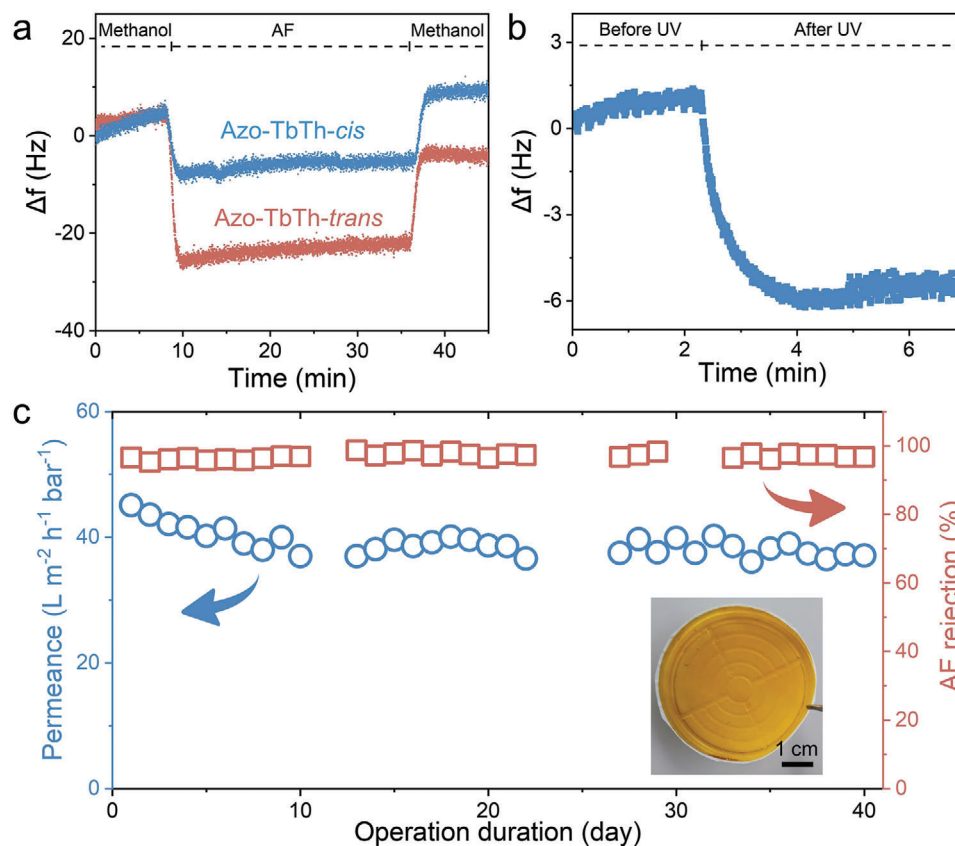 a
Methanol AF Methanol
20
0
-20
-40
Δf (Hz)
Azo-TbTh-cis
Azo-TbTh-trans
0 10 20 30 40
Time (min)
b
Before UV After UV
3
0
-3
-6
Δf (Hz)
0 2 4 6
Time (min)
c
60
40
20
0
Permeance (L m-2 h-1 bar-1)
100
80
60
40
20
0
AF rejection (%)
1 cm
0 10 20 30 40
Operation duration (day)